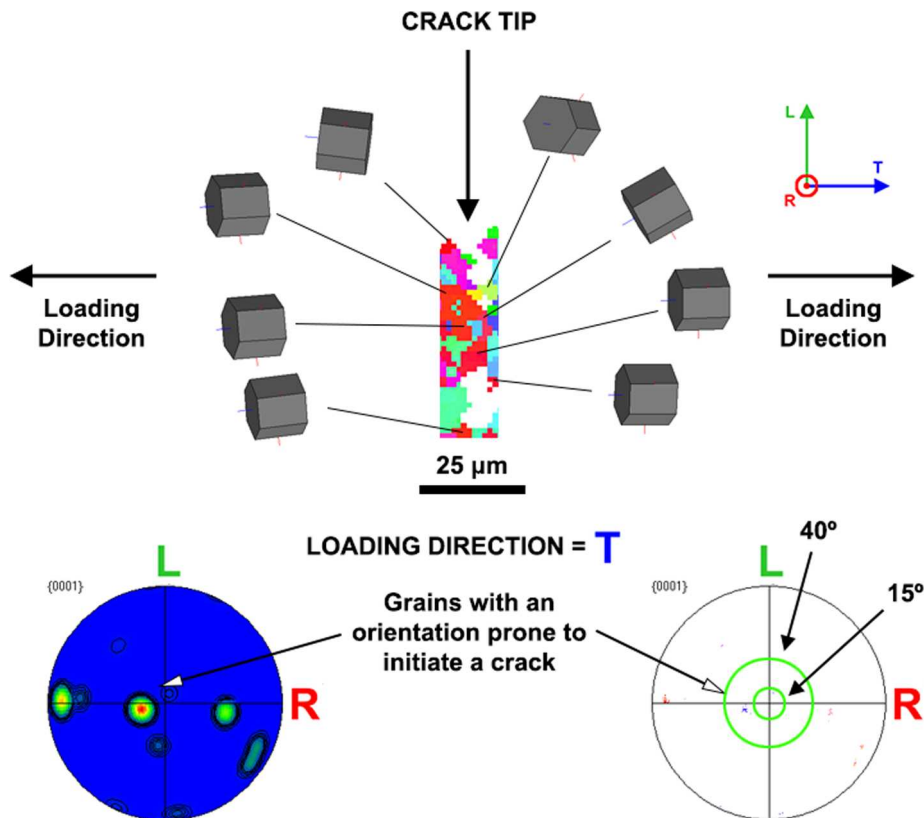 CRACK TIP
L
T
R
Loading
Direction
Loading
Direction
25 µm
LOADING DIRECTION = T
40º
15º
L
{0001}
R
Grains with an
orientation prone to
initiate a crack
L
{0001}
R